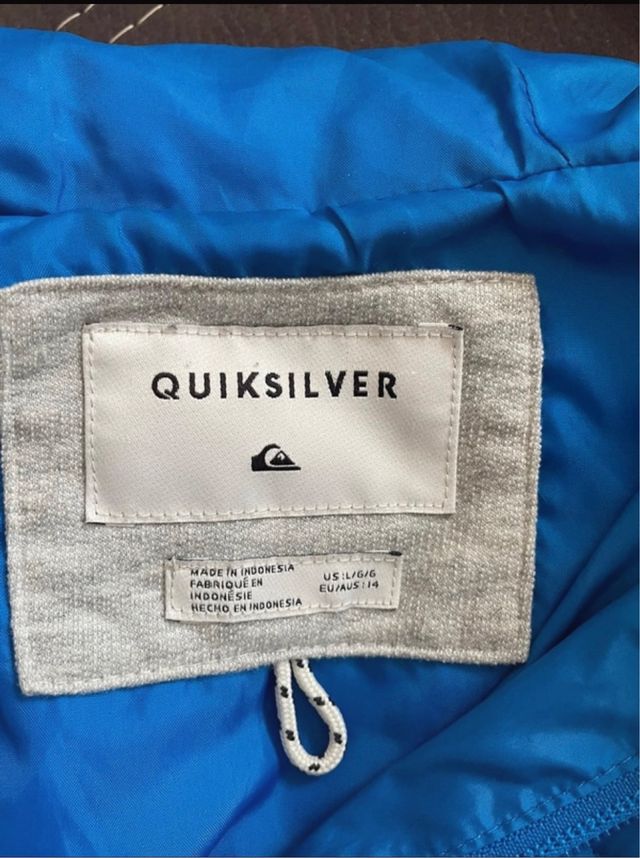 QUIKSILVER
MADE IN INDONESIA
FABRIQUÉ EN
INDONÉSIE
HECHO EN INDONESIA
US:L/G/G
EU/AUS:14